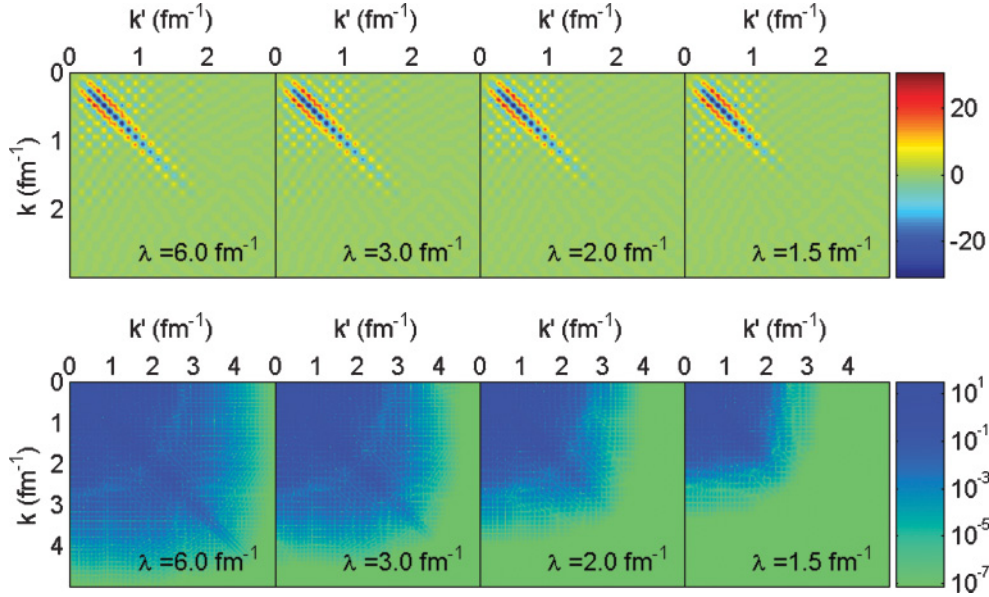 k' (fm⁻¹) k' (fm⁻¹) k' (fm⁻¹) k' (fm⁻¹)
0 1 2 0 1 2 0 1 2 0 1 2
0
1
2
k (fm⁻¹)
λ =6.0 fm⁻¹ λ =3.0 fm⁻¹ λ =2.0 fm⁻¹ λ =1.5 fm⁻¹
20
0
-20
k' (fm⁻¹) k' (fm⁻¹) k' (fm⁻¹) k' (fm⁻¹)
0 1 2 3 4 0 1 2 3 4 0 1 2 3 4 0 1 2 3 4
0
1
2
3
4
k (fm⁻¹)
λ =6.0 fm⁻¹ λ =3.0 fm⁻¹ λ =2.0 fm⁻¹ λ =1.5 fm⁻¹
10¹
10⁻¹
10⁻³
10⁻⁵
10⁻⁷